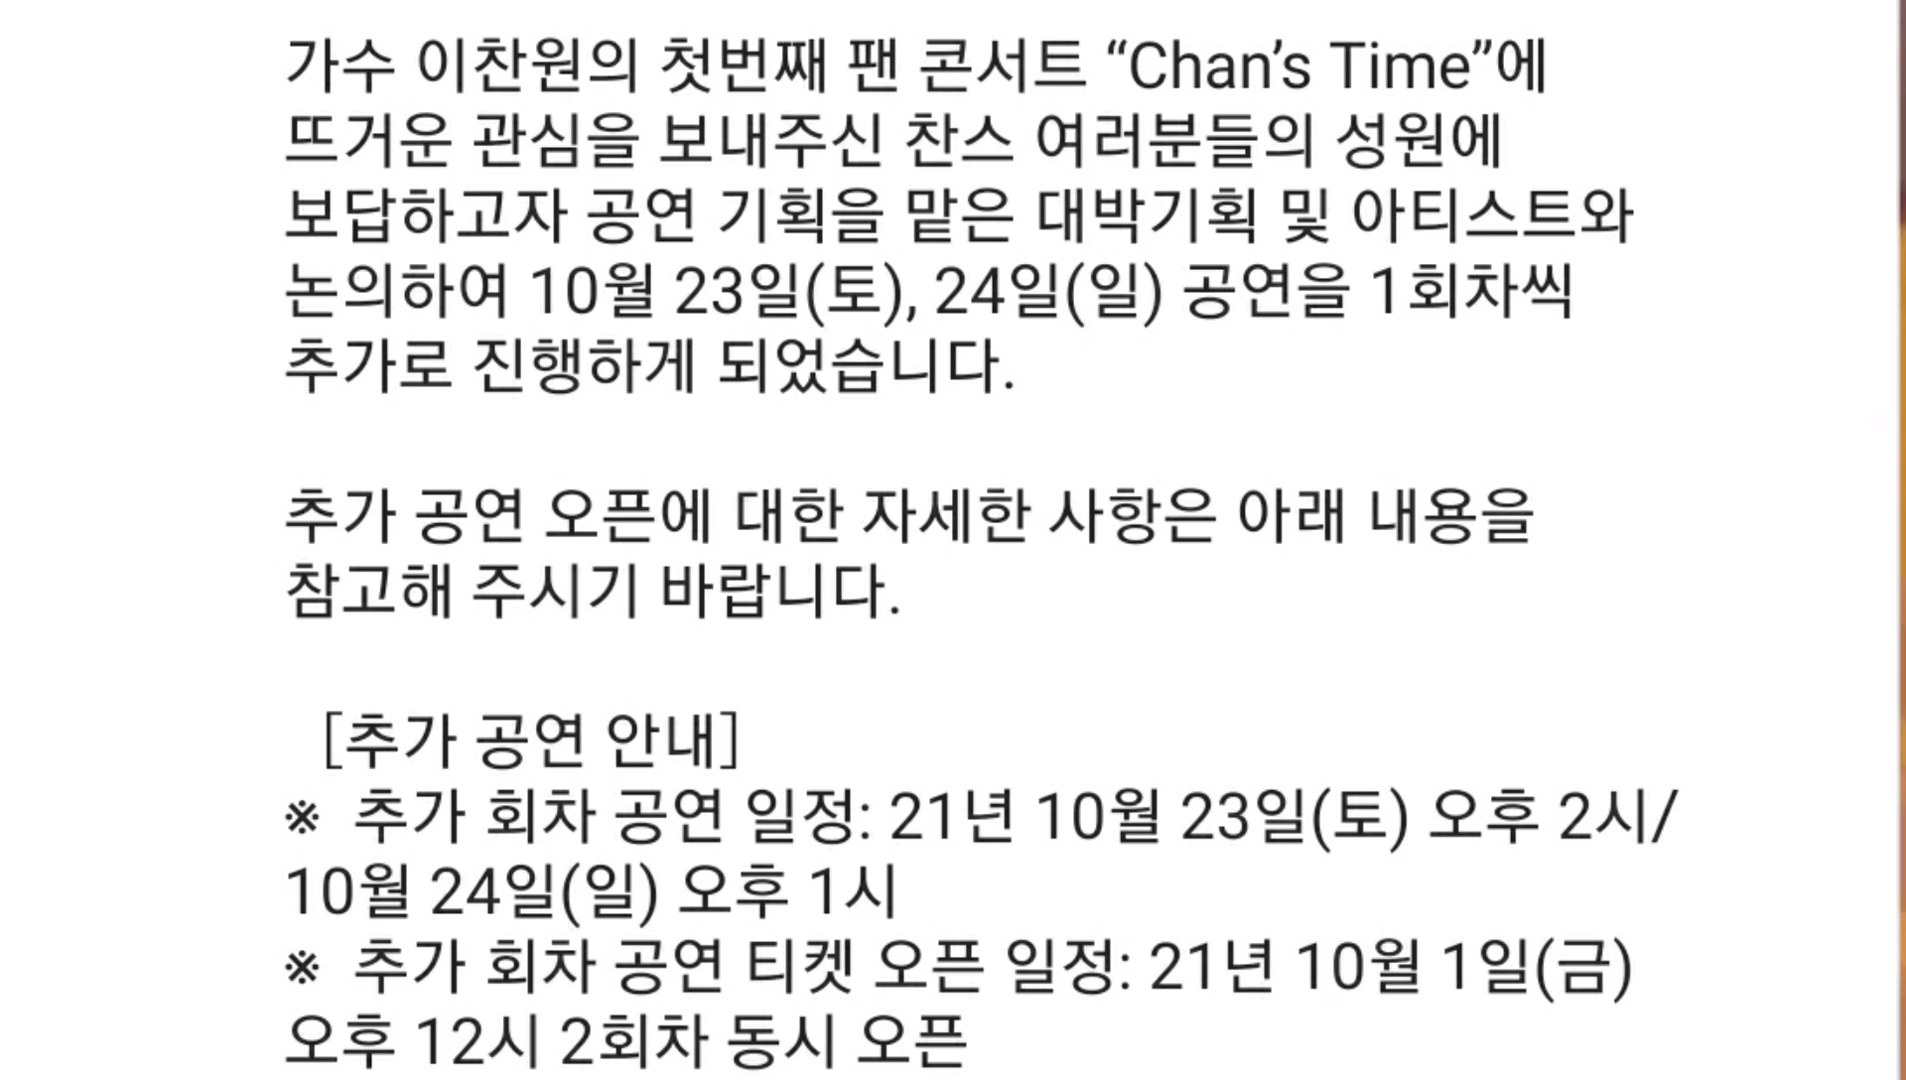 가수 이찬원의 첫번째 팬 콘서트 “Chan’s Time”에
뜨거운 관심을 보내주신 찬스 여러분들의 성원에
보답하고자 공연 기획을 맡은 대박기획 및 아티스트와
논의하여 10월 23일(토), 24일(일) 공연을 1회차씩
추가로 진행하게 되었습니다.
추가 공연 오픈에 대한 자세한 사항은 아래 내용을
참고해 주시기 바랍니다.
[추가 공연 안내]
※ 추가 회차 공연 일정: 21년 10월 23일(토) 오후 2시/
10월 24일(일) 오후 1시
※ 추가 회차 공연 티켓 오픈 일정: 21년 10월 1일(금)
오후 12시 2회차 동시 오픈